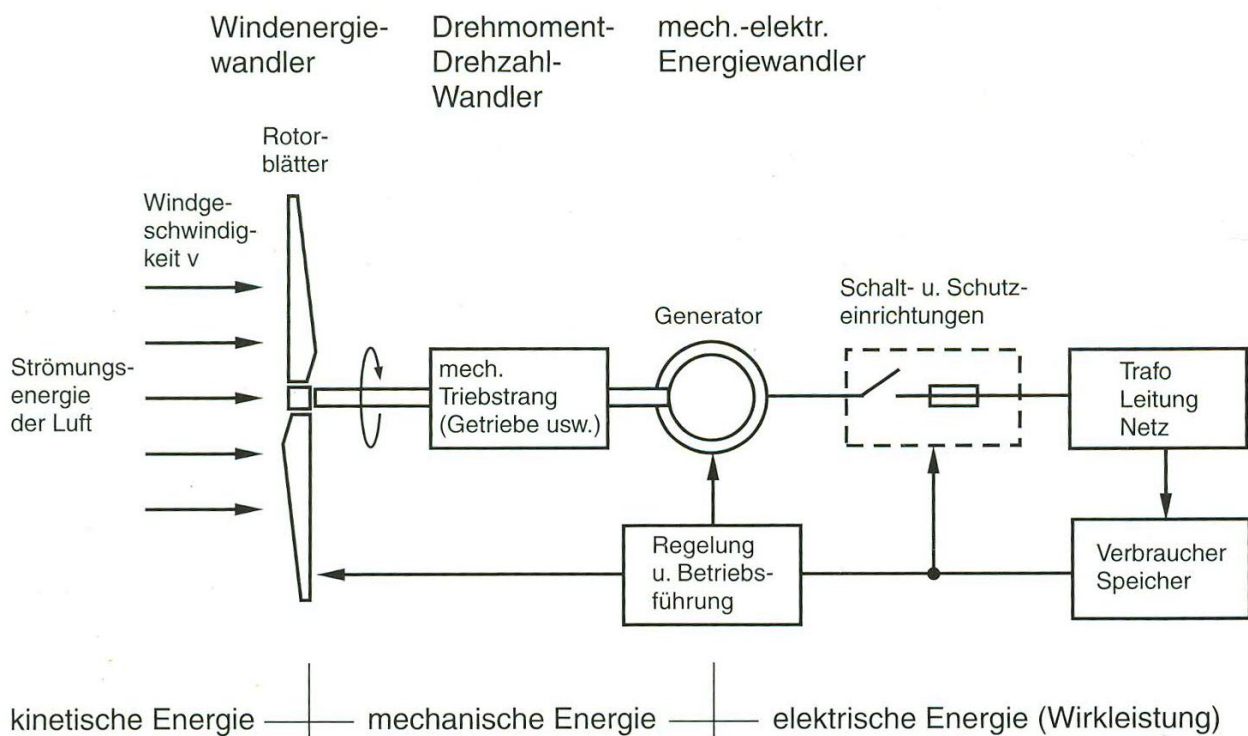 Windenergie-
wandler
Drehmoment-
Drehzahl-
Wandler
mech.-elektr.
Energiewandler
Rotor-
blätter
Windge-
schwindig-
keit v
Strömungs-
energie
der Luft
mech.
Triebstrang
(Getriebe usw.)
Generator
Schalt- u. Schutz-
einrichtungen
Trafo
Leitung
Netz
Regelung
u. Betriebs-
führung
Verbraucher
Speicher
kinetische Energie
mechanische Energie
elektrische Energie (Wirkleistung)